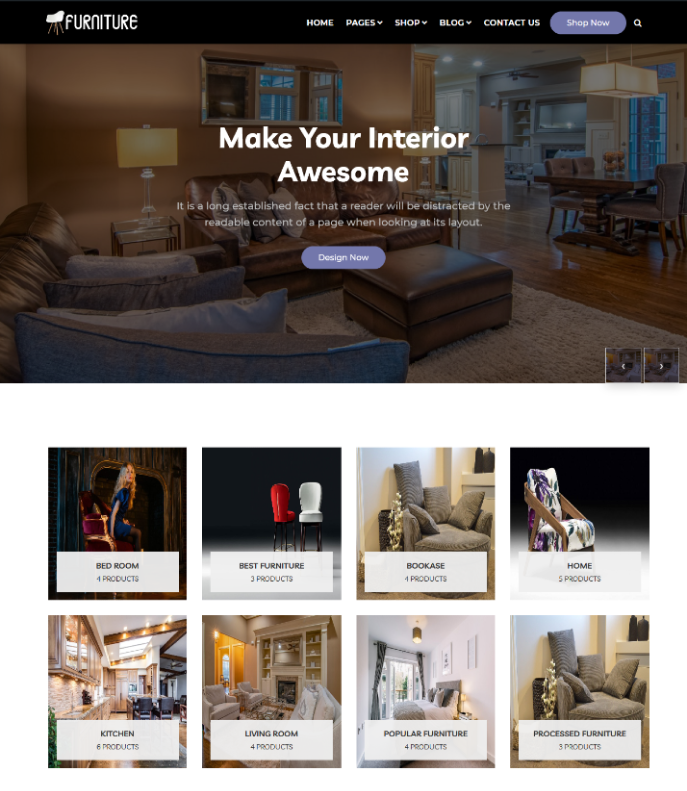 FURNITURE
HOME PAGES SHOP BLOG CONTACT US Shop Now
Make Your Interior
Awesome
It is a long established fact that a reader will be distracted by the
readable content of a page when looking at its layout.
Design Now
BED ROOM
4 PRODUCTS
BEST FURNITURE
3 PRODUCTS
BOOKASE
4 PRODUCTS
HOME
5 PRODUCTS
KITCHEN
6 PRODUCTS
LIVING ROOM
4 PRODUCTS
POPULAR FURNITURE
4 PRODUCTS
PROCESSED FURNITURE
3 PRODUCTS